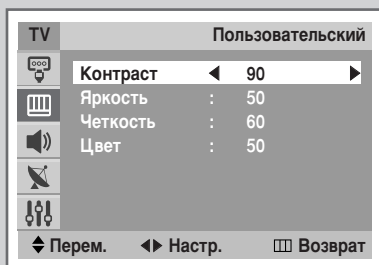 TV Пользовательский
Контраст 90
Яркость : 50
Четкость : 60
Цвет : 50
Перем. Настр. Возврат